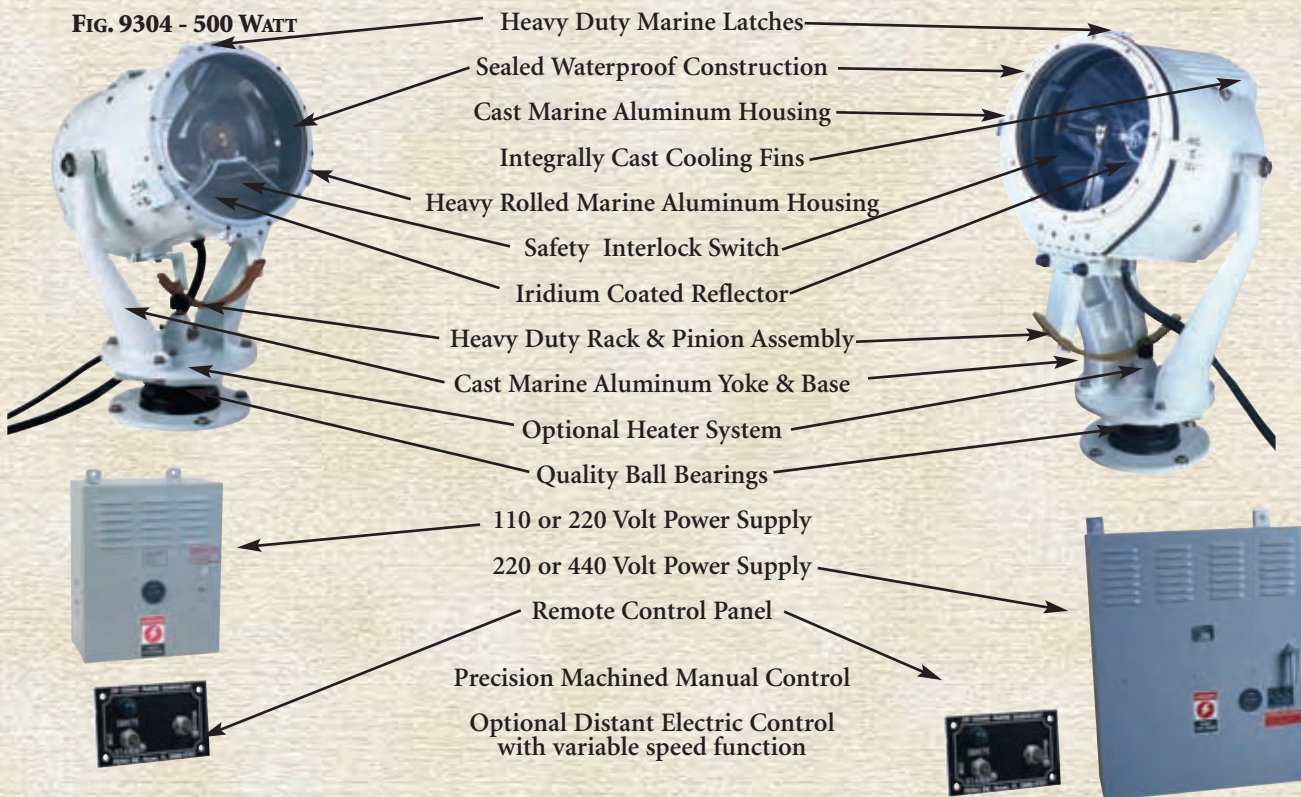 FIG. 9304 - 500 WATT
Heavy Duty Marine Latches
Sealed Waterproof Construction
Cast Marine Aluminum Housing
Integrally Cast Cooling Fins
Heavy Rolled Marine Aluminum Housing
Safety Interlock Switch
Iridium Coated Reflector
Heavy Duty Rack & Pinion Assembly
Cast Marine Aluminum Yoke & Base
Optional Heater System
Quality Ball Bearings
110 or 220 Volt Power Supply
220 or 440 Volt Power Supply
Remote Control Panel
Precision Machined Manual Control
Optional Distant Electric Control
with variable speed function